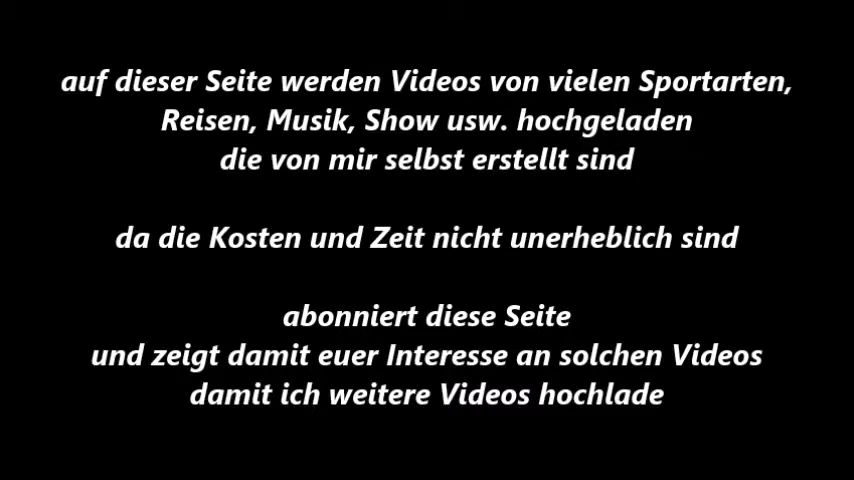 auf dieser Seite werden Videos von vielen Sportarten,
Reisen, Musik, Show usw. hochgeladen
die von mir selbst erstellt sind
da die Kosten und Zeit nicht unerheblich sind
abonniert diese Seite
und zeigt damit euer Interesse an solchen Videos
damit ich weitere Videos hochlade